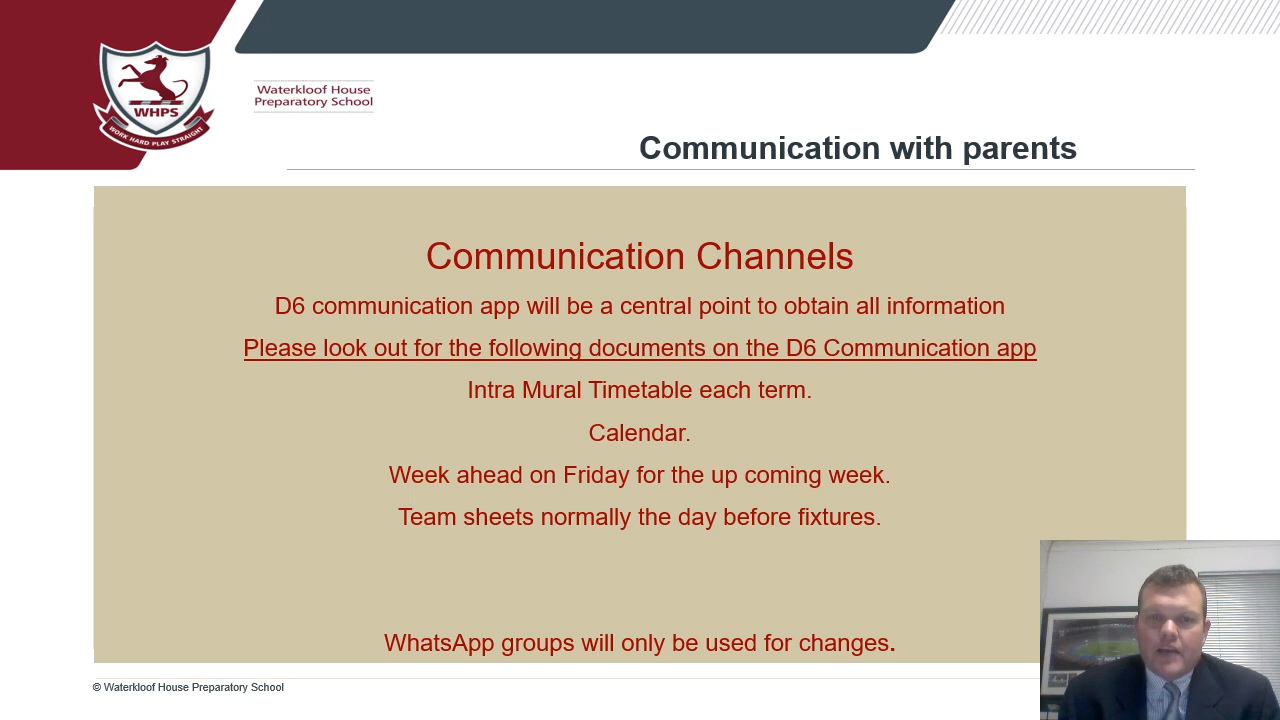 WHPS
WORK HARD PLAY STRAIGHT
Waterkloof House
Preparatory School
Communication with parents
Communication Channels
D6 communication app will be a central point to obtain all information
Please look out for the following documents on the D6 Communication app
Intra Mural Timetable each term.
Calendar.
Week ahead on Friday for the up coming week.
Team sheets normally the day before fixtures.
WhatsApp groups will only be used for changes.
© Waterkloof House Preparatory School